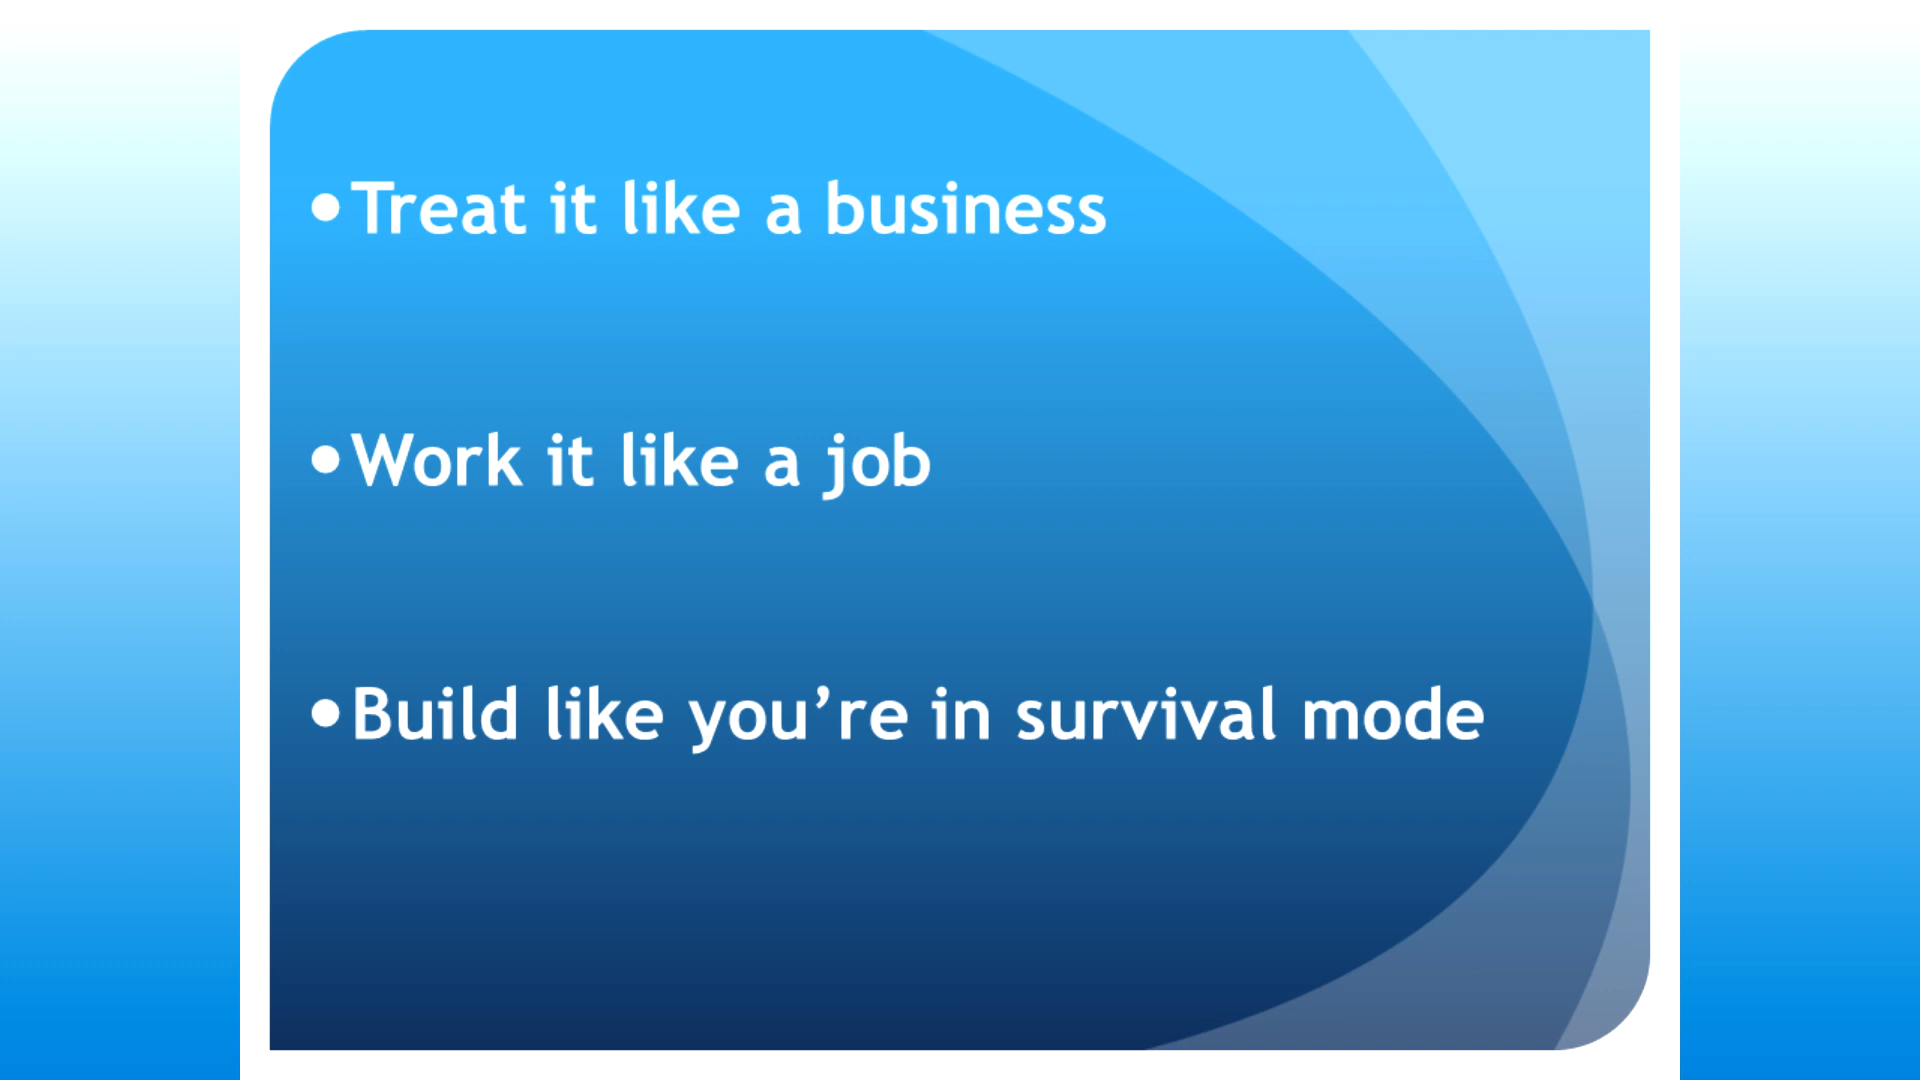 •Treat it like a business
•Work it like a job
•Build like you’re in survival mode